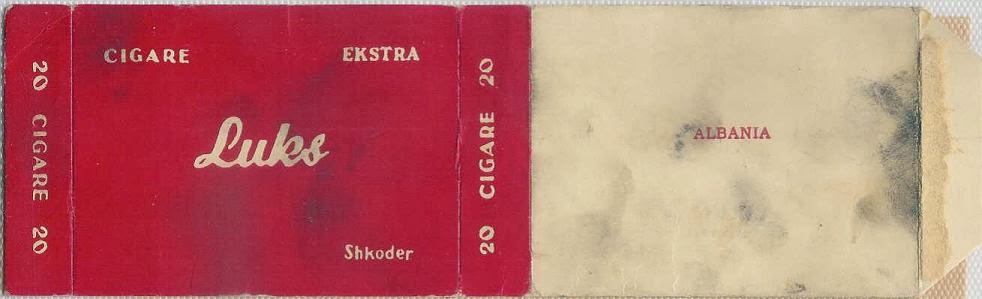 20 CIGARE 20
CIGARE EKSTRA
Luks
Shkoder
20 CIGARE 20
ALBANIA